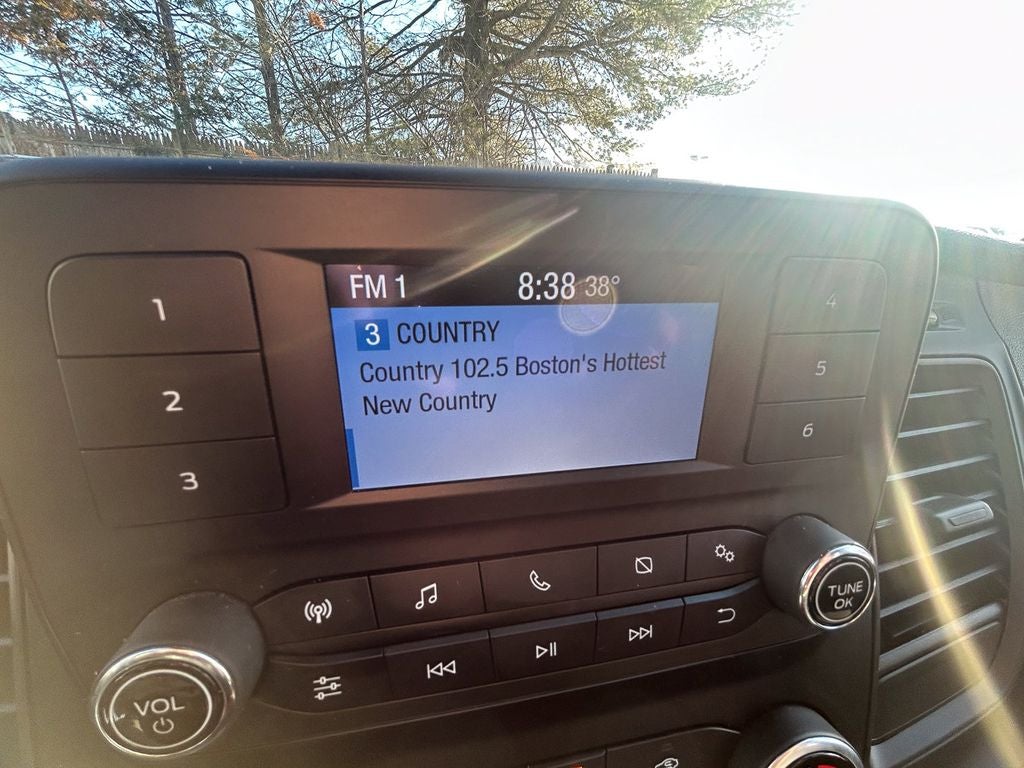 FM 1 8:38 38°
3 COUNTRY
Country 102.5 Boston's Hottest
New Country
1
2
3
4
5
6
VOL
TUNE
OK